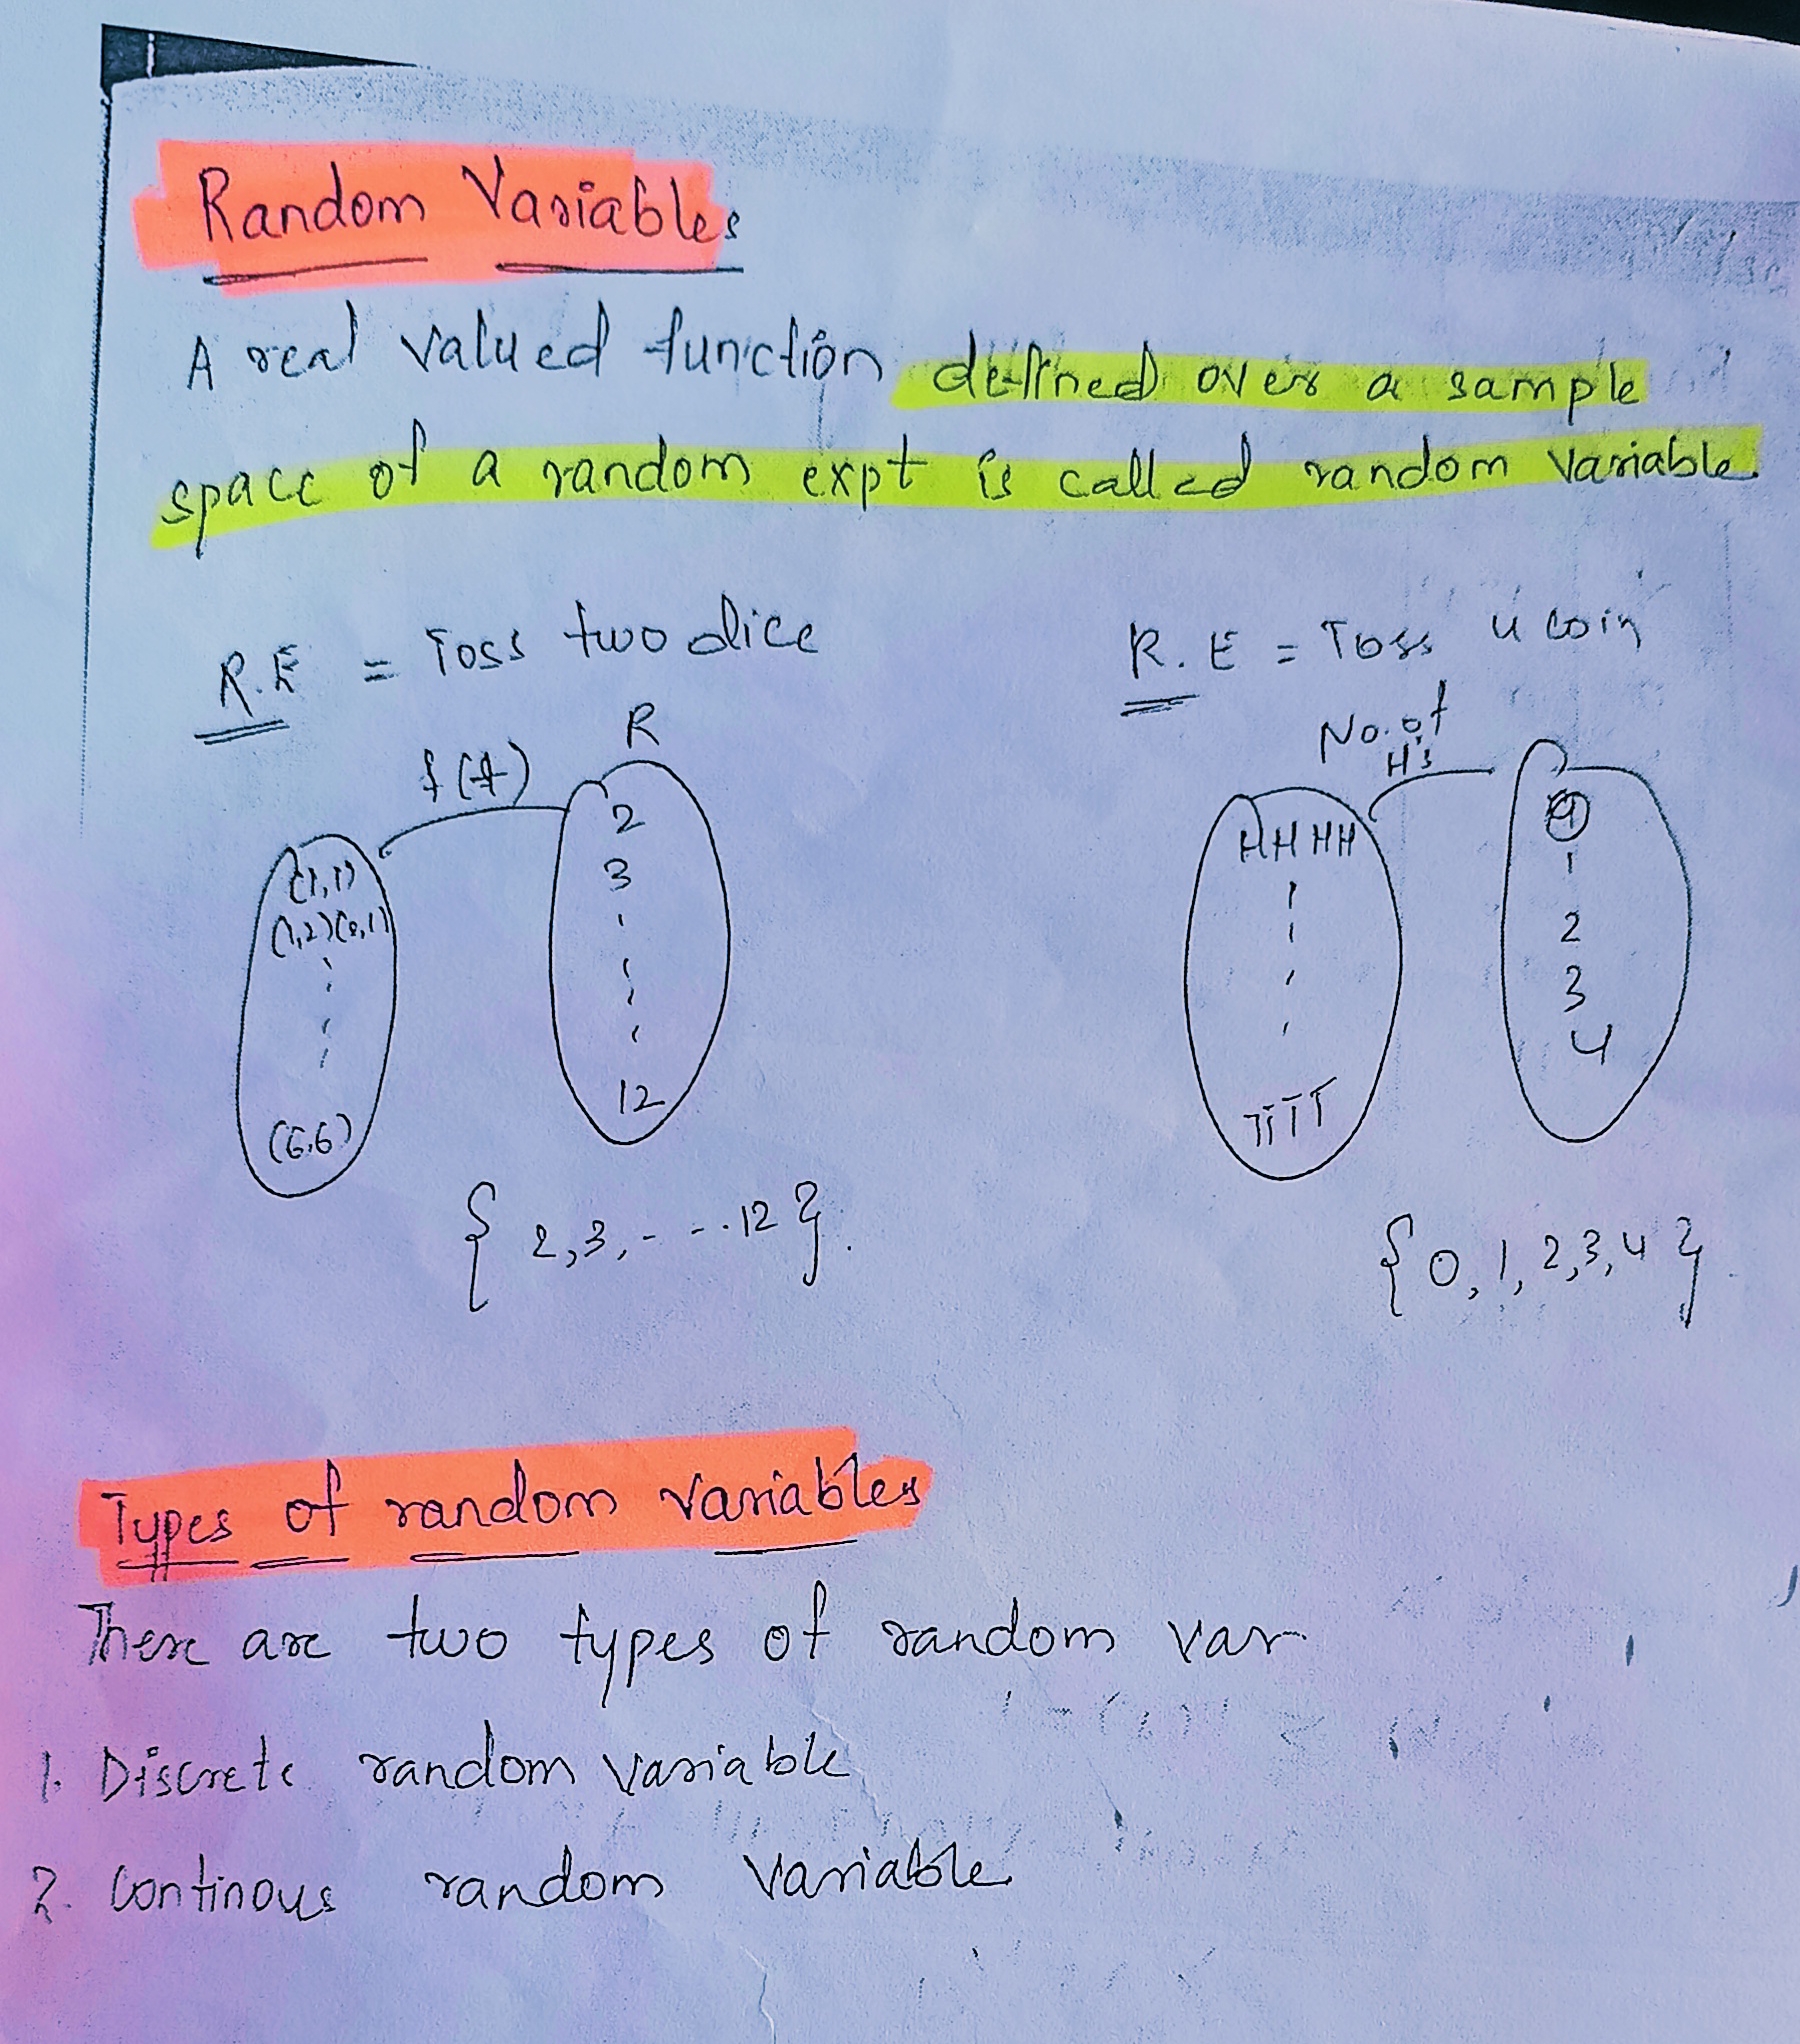 Random Variables
A real valued function defined over a sample
space of a random expt is called random variable.
R.E = Toss two dice
R
f(+)
2
3
12
(1,1)
(1,2)(2,1)
(6,6)
{2,3,- -..12}.
R.E = Toss 4 coin
No. of
H's
HHHH
TTTT
1
2
3
4
{0,1,2,3,4}
Types of random variables
There are two types of random var
1. Discrete random variable
2. Continous random variable